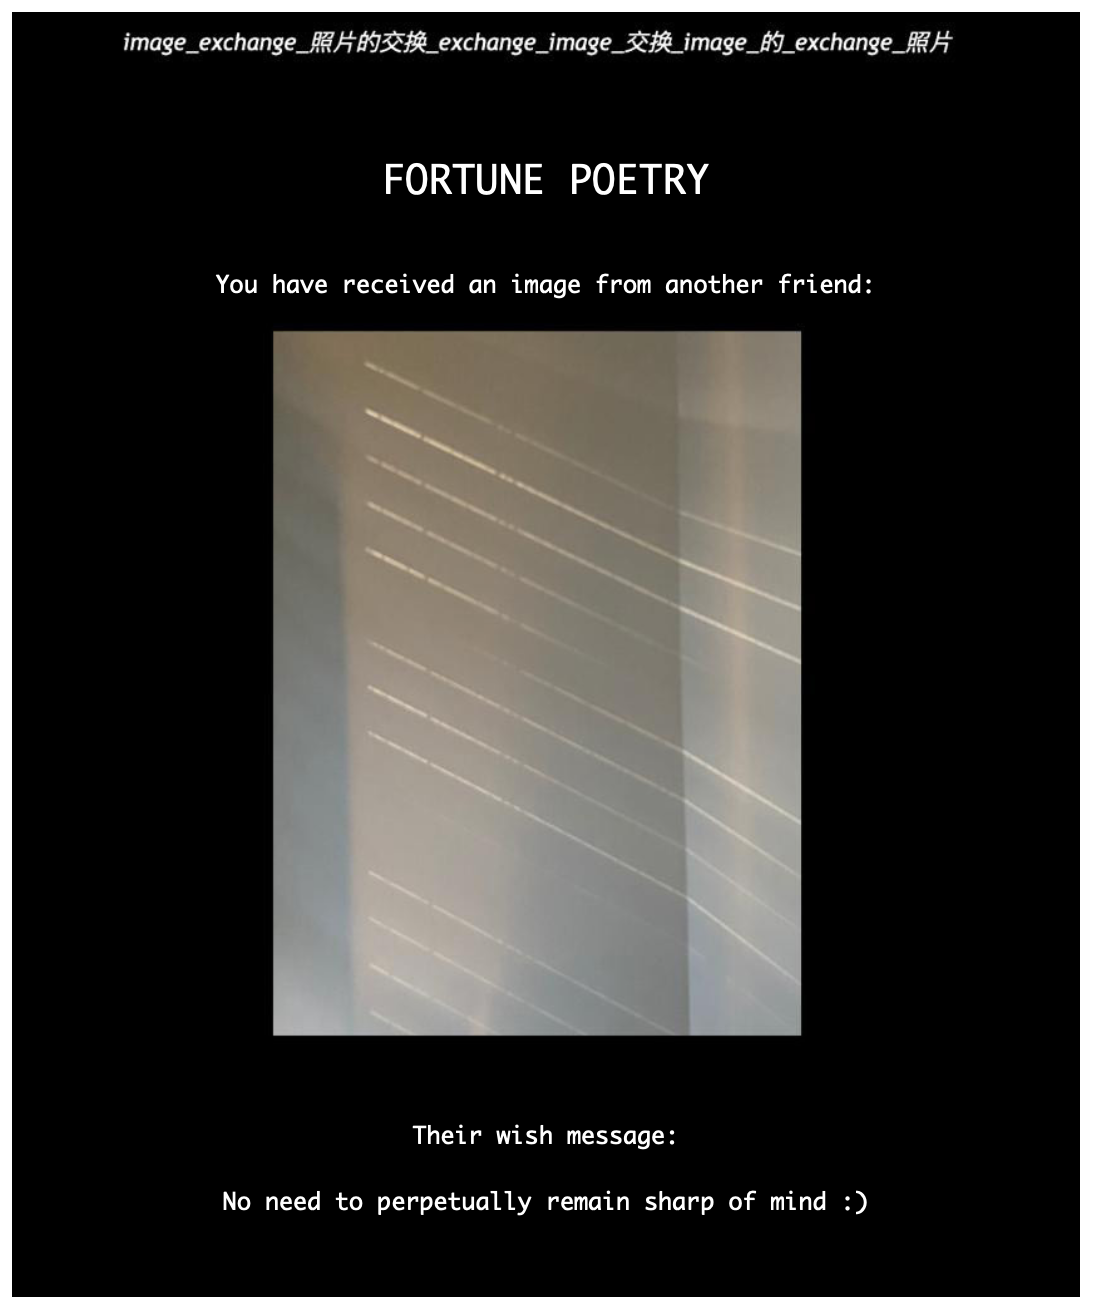 image_exchange_照片的交换_exchange_image_交换_image_的_exchange_照片
FORTUNE POETRY
You have received an image from another friend:
Their wish message:
No need to perpetually remain sharp of mind :)